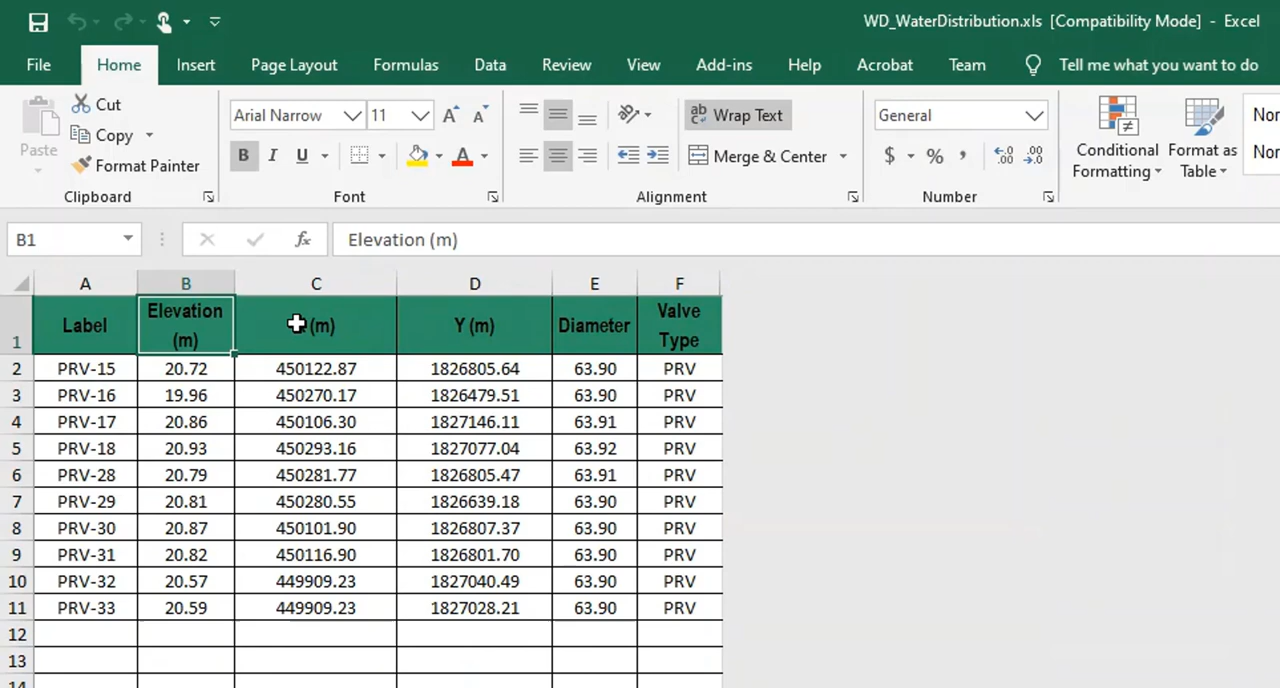 WD_WaterDistribution.xls [Compatibility Mode] - Excel
File Home Insert Page Layout Formulas Data Review View Add-ins Help Acrobat Team Tell me what you want to do
Paste
Cut
Copy
Format Painter
Clipboard
Arial Narrow 11
B I U
Font
Wrap Text
Merge & Center
Alignment
General
$ % ,
Number
Conditional Formatting
Format as Table
Nor
Nor
B1 fx Elevation (m)
A B C D E F
1 Label Elevation (m) (m) Y (m) Diameter Valve Type
2 PRV-15 20.72 450122.87 1826805.64 63.90 PRV
3 PRV-16 19.96 450270.17 1826479.51 63.90 PRV
4 PRV-17 20.86 450106.30 1827146.11 63.91 PRV
5 PRV-18 20.93 450293.16 1827077.04 63.92 PRV
6 PRV-28 20.79 450281.77 1826805.47 63.91 PRV
7 PRV-29 20.81 450280.55 1826639.18 63.90 PRV
8 PRV-30 20.87 450101.90 1826807.37 63.90 PRV
9 PRV-31 20.82 450116.90 1826801.70 63.90 PRV
10 PRV-32 20.57 449909.23 1827040.49 63.90 PRV
11 PRV-33 20.59 449909.23 1827028.21 63.90 PRV
12
13